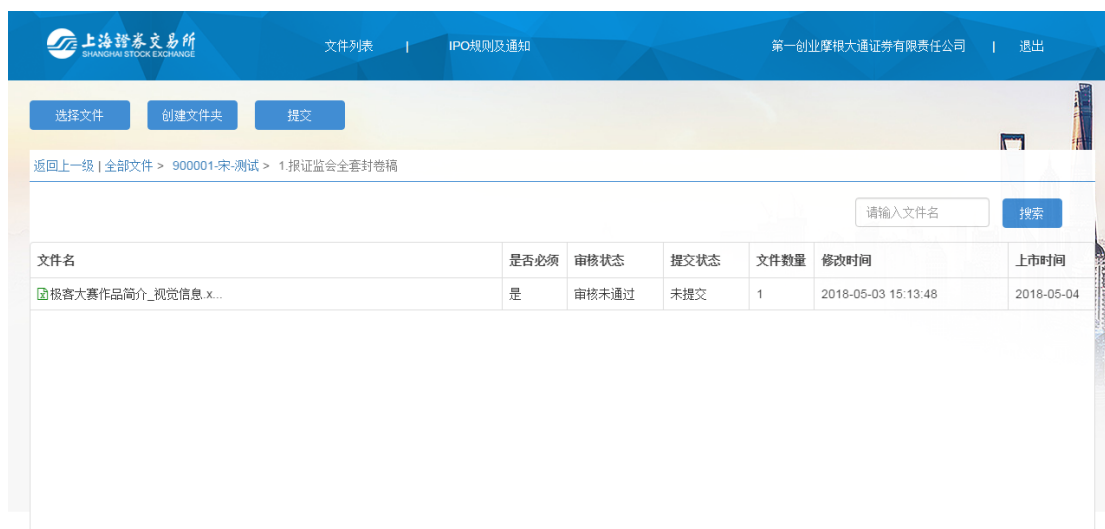 上海證券交易所
SHANGHAI STOCK EXCHANGE
文件列表 | IPO规则及通知 第一创业摩根大通证券有限责任公司 | 退出
选择文件 创建文件夹 提交
返回上一级 | 全部文件 > 900001-宋-测试 > 1.报证监会全套封卷稿
请输入文件名 搜索
文件名 是否必须 审核状态 提交状态 文件数量 修改时间 上市时间
极客大赛作品简介_视觉信息.x... 是 审核未通过 未提交 1 2018-05-03 15:13:48 2018-05-04